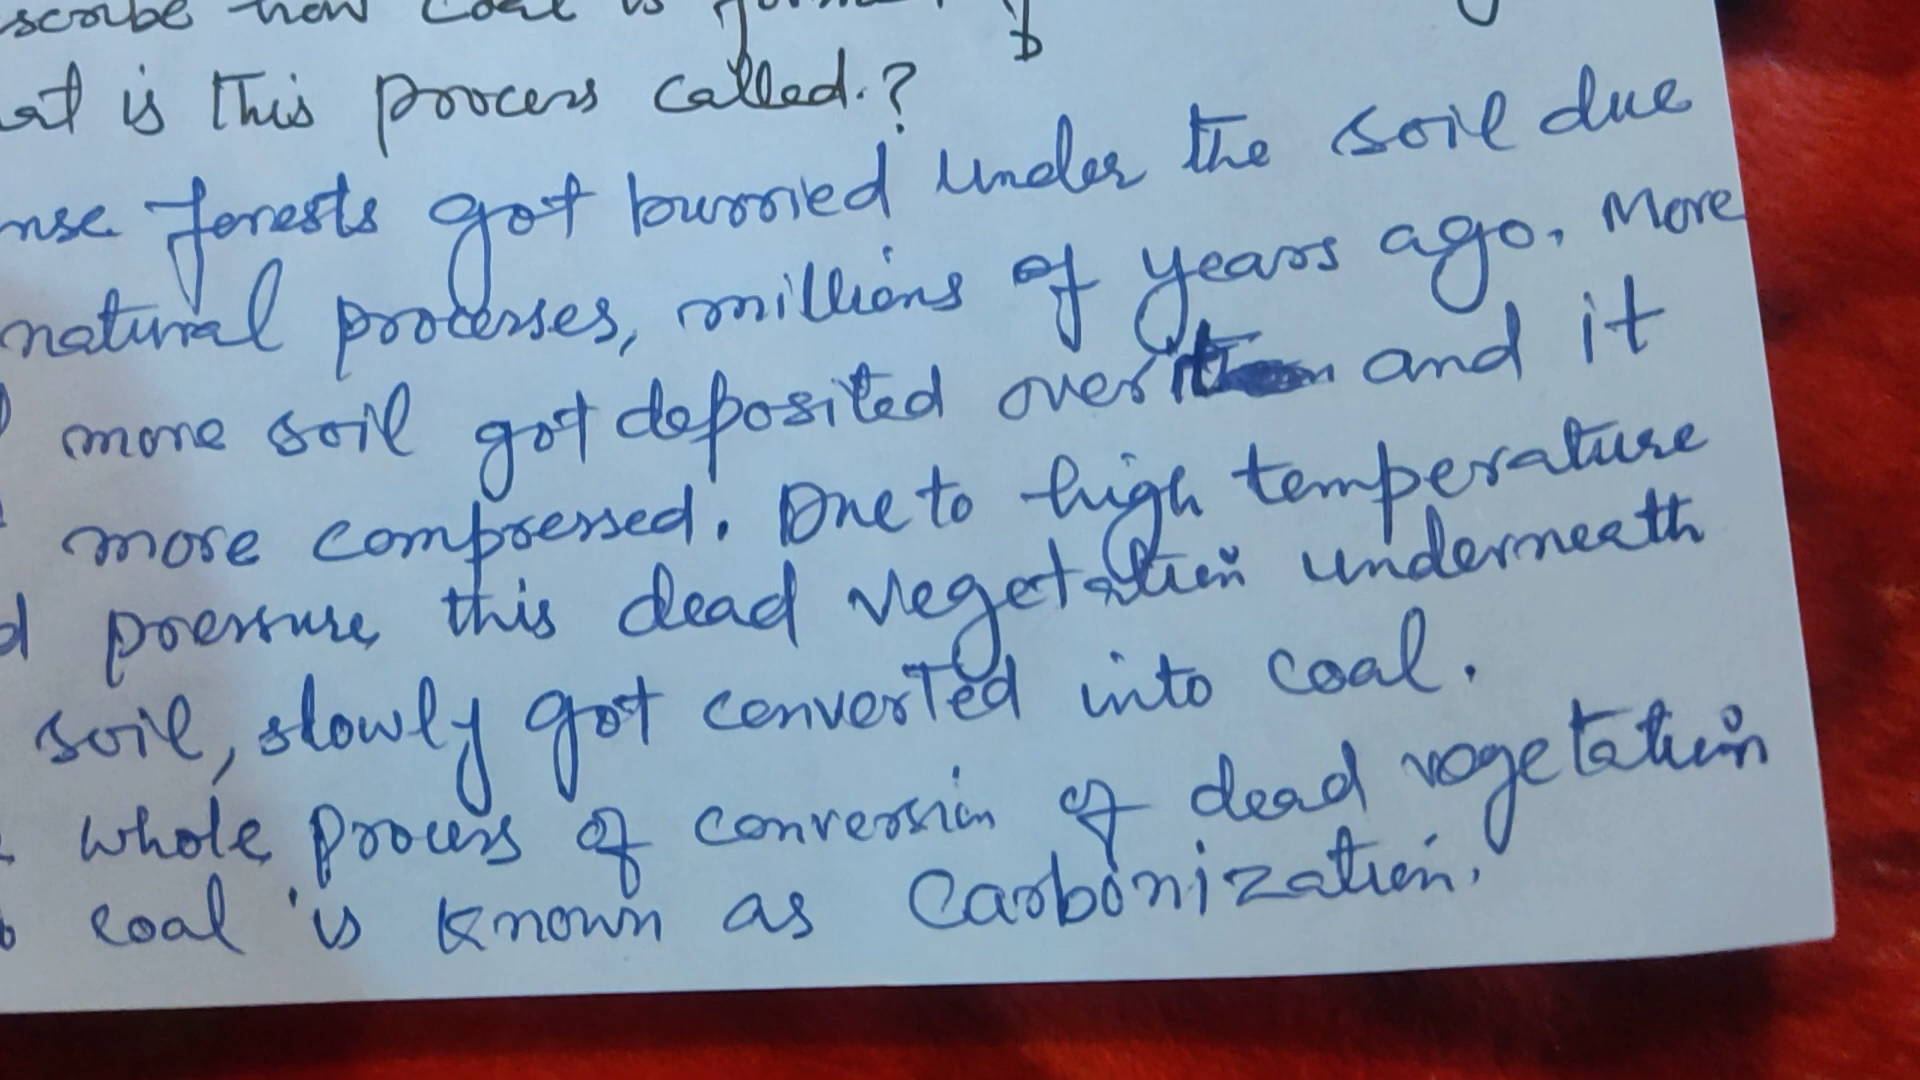 scribe how coal is
at is this process called.?
nse forests got burried under the soil due
natural processes, millions of years ago. More
more soil got deposited over it and it
more compressed. Due to high temperature
d pressure, this dead vegetation underneath
soil, slowly got converted into coal.
whole process of conversion of dead vegetation
coal is known as Carbonization.